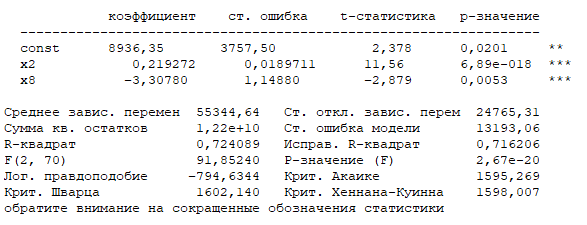 коэффициент ст. ошибка t-статистика p-значение
---------------------------------------------------------------
const 8936,35 3757,50 2,378 0,0201 **
x2 0,219272 0,0189711 11,56 6,89e-018 ***
x8 −3,30780 1,14880 −2,879 0,0053 ***
Среднее завис. перемен 55344,64 Ст. откл. завис. перем 24765,31
Сумма кв. остатков 1,22e+10 Ст. ошибка модели 13193,06
R-квадрат 0,724089 Исправ. R-квадрат 0,716206
F(2, 70) 91,85240 Р-значение (F) 2,67e-20
Лог. правдоподобие −794,6344 Крит. Акаике 1595,269
Крит. Шварца 1602,140 Крит. Хеннана-Куинна 1598,007
обратите внимание на сокращенные обозначения статистики